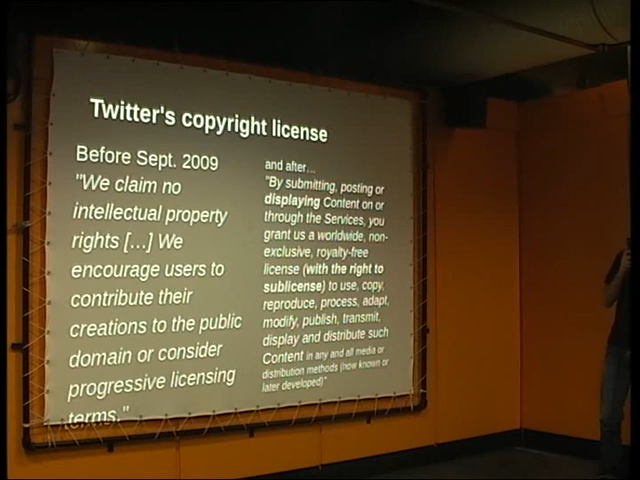 Twitter's copyright license
Before Sept. 2009
"We claim no
intellectual property
rights [...] We
encourage users to
contribute their
creations to the public
domain or consider
progressive licensing
terms."
and after...
"By submitting, posting or
displaying Content on or
through the Services, you
grant us a worldwide, non-
exclusive, royalty-free
license (with the right to
sublicense) to use, copy,
reproduce, process, adapt,
modify, publish, transmit,
display and distribute such
Content in any and all media or
distribution methods (now known or
later developed)"